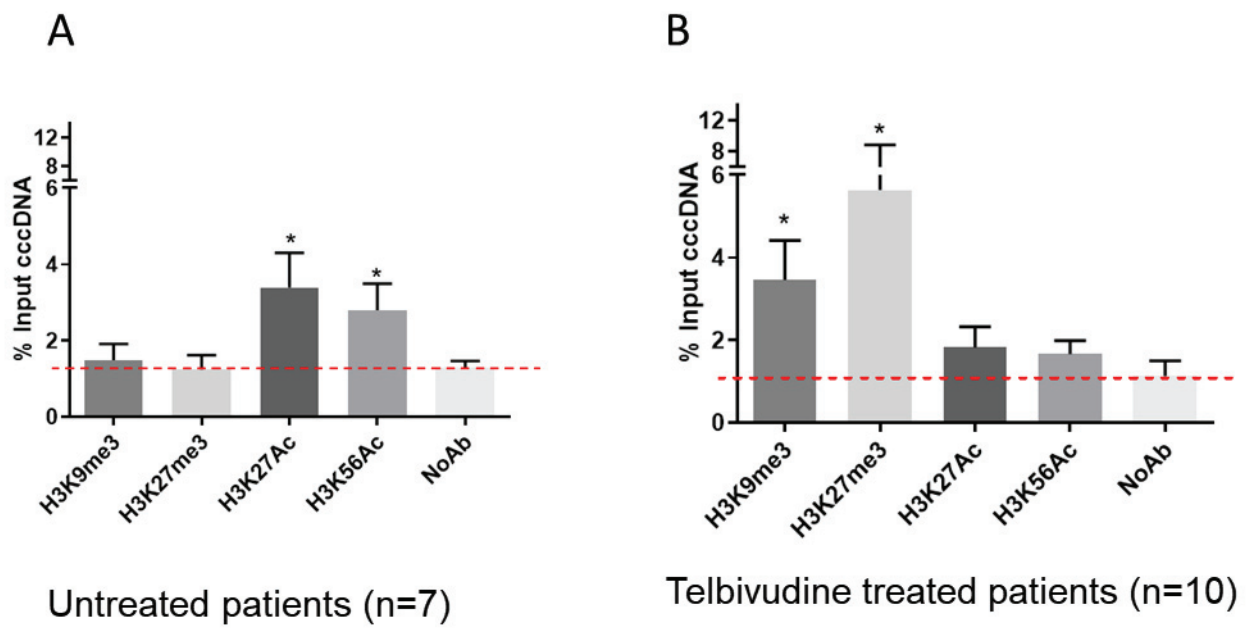 A
% Input cccDNA
12
8
6
4
2
0
*
*
H3K9me3
H3K27me3
H3K27Ac
H3K56Ac
NoAb
Untreated patients (n=7)
B
% Input cccDNA
12
8
6
4
2
0
*
*
H3K9me3
H3K27me3
H3K27Ac
H3K56Ac
NoAb
Telbivudine treated patients (n=10)